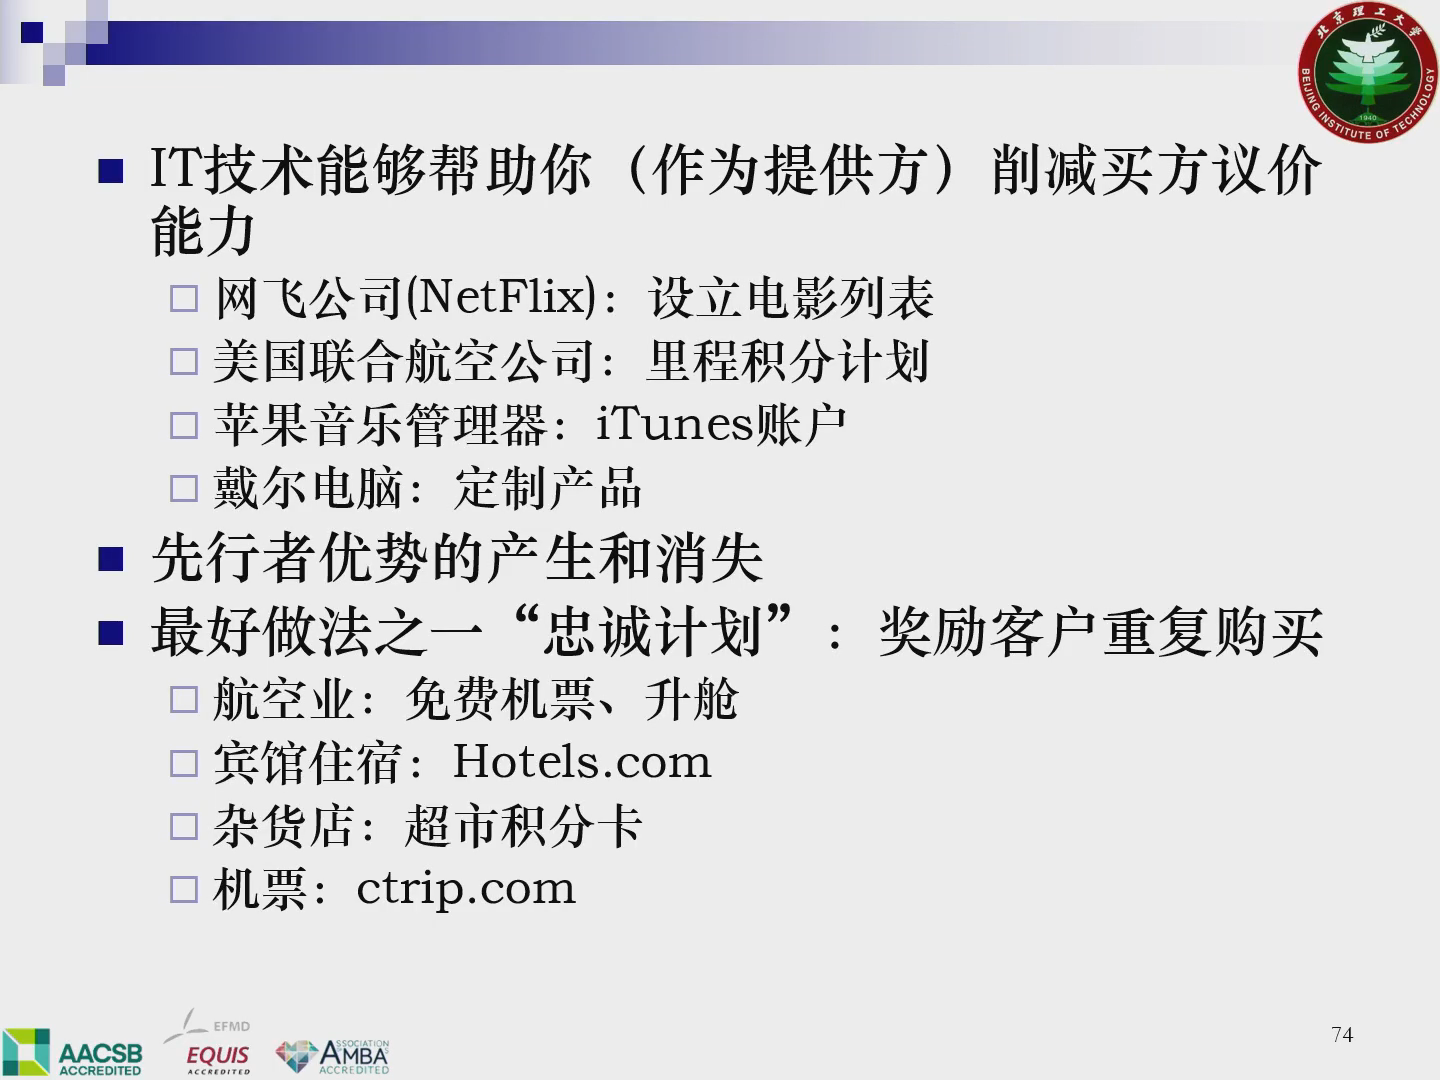 北京理工大学
BEIJING INSTITUTE OF TECHNOLOGY
1940
IT技术能够帮助你（作为提供方）削减买方议价
能力
网飞公司(NetFlix)：设立电影列表
美国联合航空公司：里程积分计划
苹果音乐管理器：iTunes账户
戴尔电脑：定制产品
先行者优势的产生和消失
最好做法之一“忠诚计划”：奖励客户重复购买
航空业：免费机票、升舱
宾馆住宿：Hotels.com
杂货店：超市积分卡
机票：ctrip.com
AACSB
ACCREDITED
EFMD
EQUIS
ACCREDITED
ASSOCIATION
AMBA
ACCREDITED
74